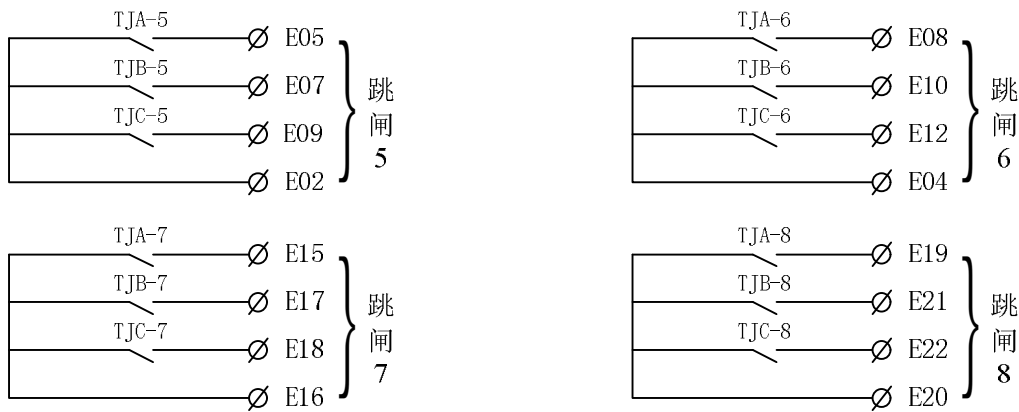 TJA-5 E05
TJB-5 E07
TJC-5 E09
E02
跳闸5
TJA-6 E08
TJB-6 E10
TJC-6 E12
E04
跳闸6
TJA-7 E15
TJB-7 E17
TJC-7 E18
E16
跳闸7
TJA-8 E19
TJB-8 E21
TJC-8 E22
E20
跳闸8